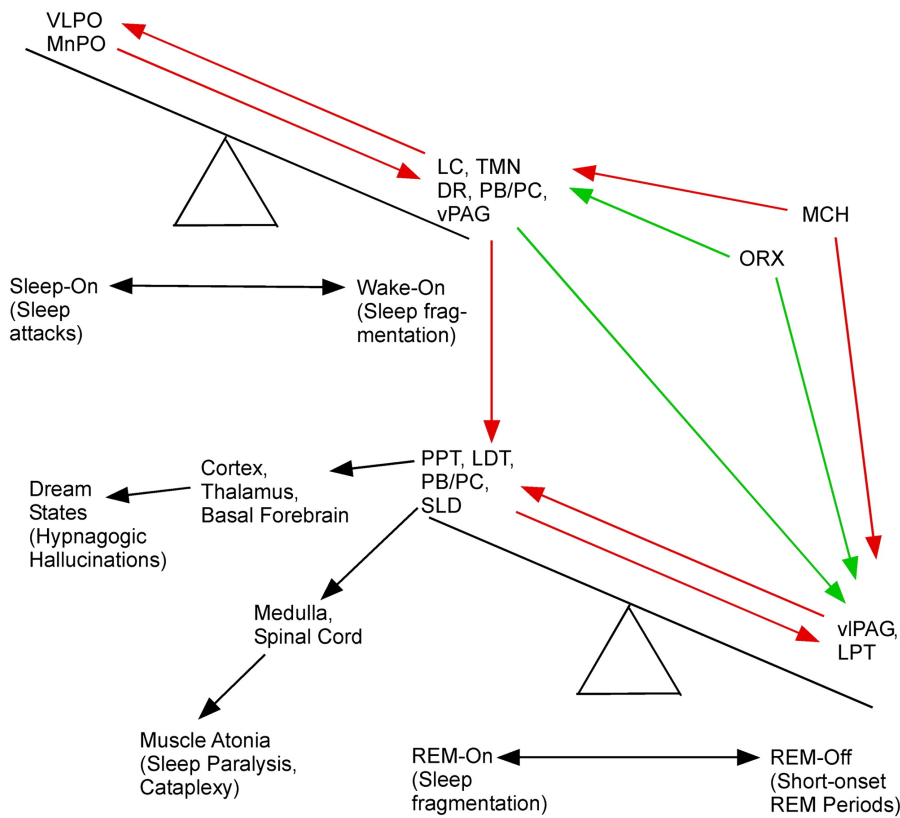 VLPO
MnPO
LC, TMN
DR, PB/PC,
vPAG
MCH
ORX
Sleep-On
(Sleep
attacks)
Wake-On
(Sleep frag-
mentation)
PPT, LDT,
PB/PC,
SLD
Cortex,
Thalamus,
Basal Forebrain
Dream
States
(Hypnagogic
Hallucinations)
Medulla,
Spinal Cord
vlPAG,
LPT
Muscle Atonia
(Sleep Paralysis,
Cataplexy)
REM-On
(Sleep
fragmentation)
REM-Off
(Short-onset
REM Periods)